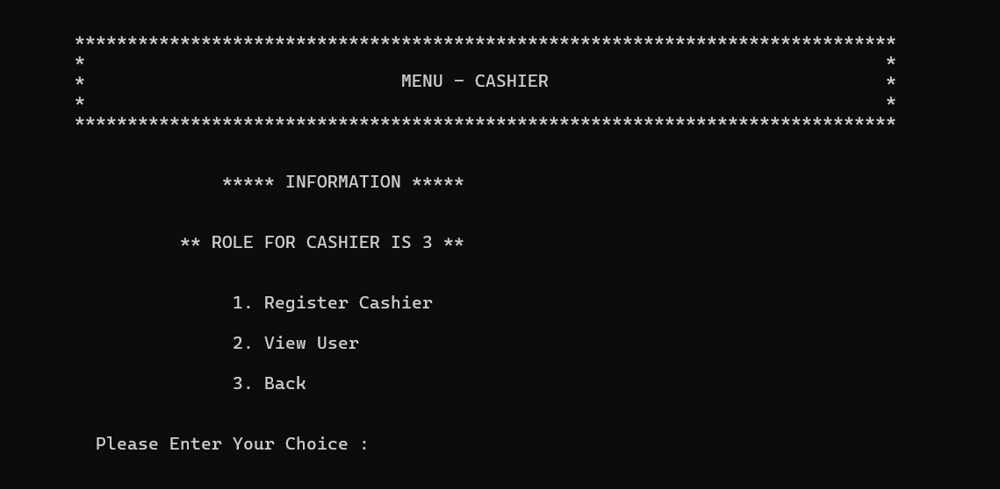 ******************************************************************************
*                                                                            *
*                              MENU - CASHIER                                *
*                                                                            *
******************************************************************************
***** INFORMATION *****
** ROLE FOR CASHIER IS 3 **
1. Register Cashier
2. View User
3. Back
Please Enter Your Choice :